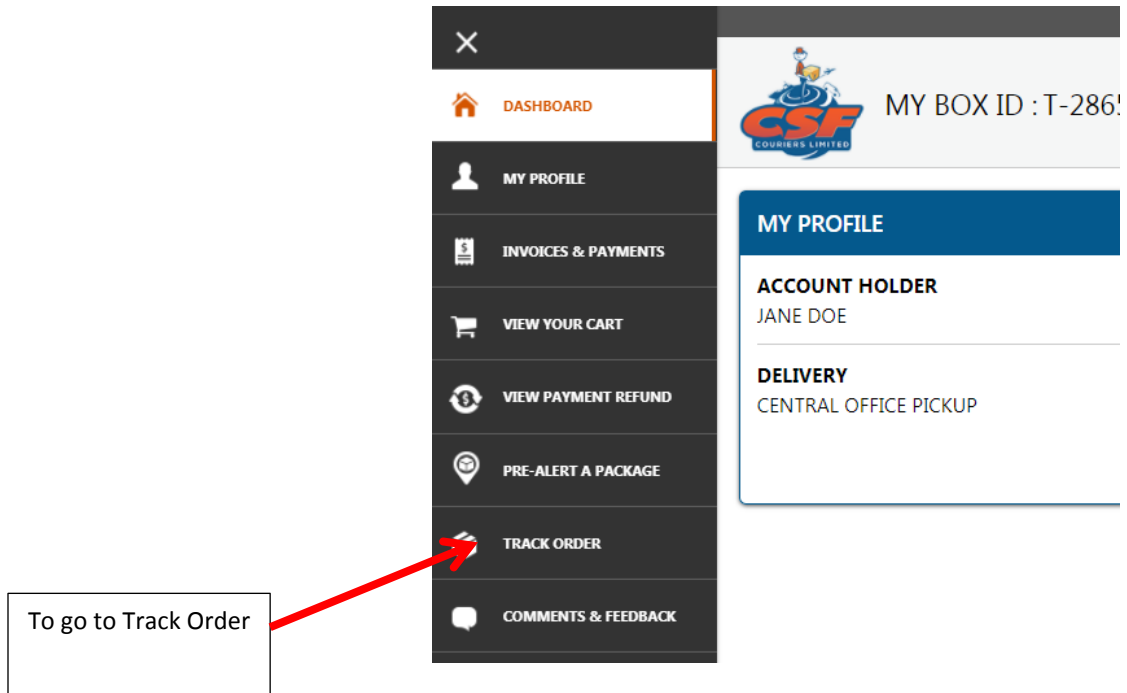 DASHBOARD
MY PROFILE
INVOICES & PAYMENTS
VIEW YOUR CART
VIEW PAYMENT REFUND
PRE-ALERT A PACKAGE
TRACK ORDER
COMMENTS & FEEDBACK
CSF
COURIERS LIMITED
MY BOX ID : T-2865
MY PROFILE
ACCOUNT HOLDER
JANE DOE
DELIVERY
CENTRAL OFFICE PICKUP
To go to Track Order